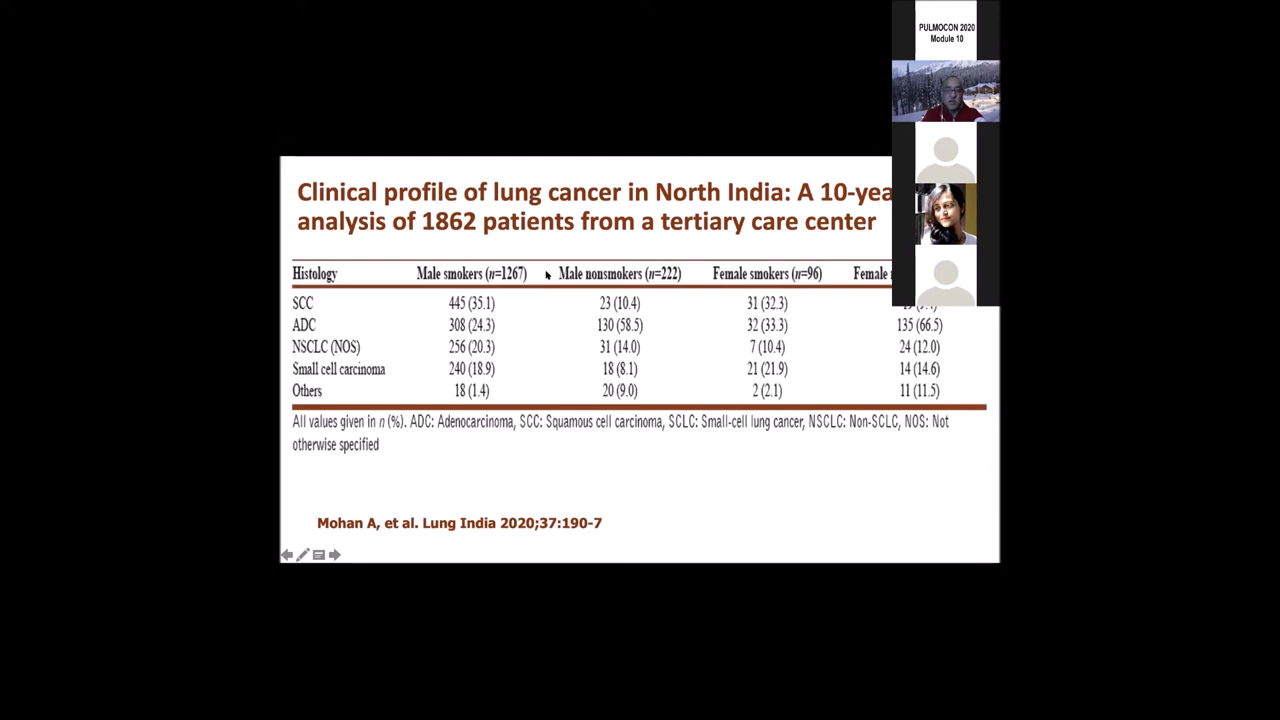 PULMOCON 2020
Module 10
Clinical profile of lung cancer in North India: A 10-yea
analysis of 1862 patients from a tertiary care center
Histology Male smokers (n=1267) Male nonsmokers (n=222) Female smokers (n=96) Female
SCC 445 (35.1) 23 (10.4) 31 (32.3)
ADC 308 (24.3) 130 (58.5) 32 (33.3) 135 (66.5)
NSCLC (NOS) 256 (20.3) 31 (14.0) 7 (10.4) 24 (12.0)
Small cell carcinoma 240 (18.9) 18 (8.1) 21 (21.9) 14 (14.6)
Others 18 (1.4) 20 (9.0) 2 (2.1) 11 (11.5)
All values given in n (%). ADC: Adenocarcinoma, SCC: Squamous cell carcinoma, SCLC: Small-cell lung cancer, NSCLC: Non-SCLC, NOS: Not
otherwise specified
Mohan A, et al. Lung India 2020;37:190-7